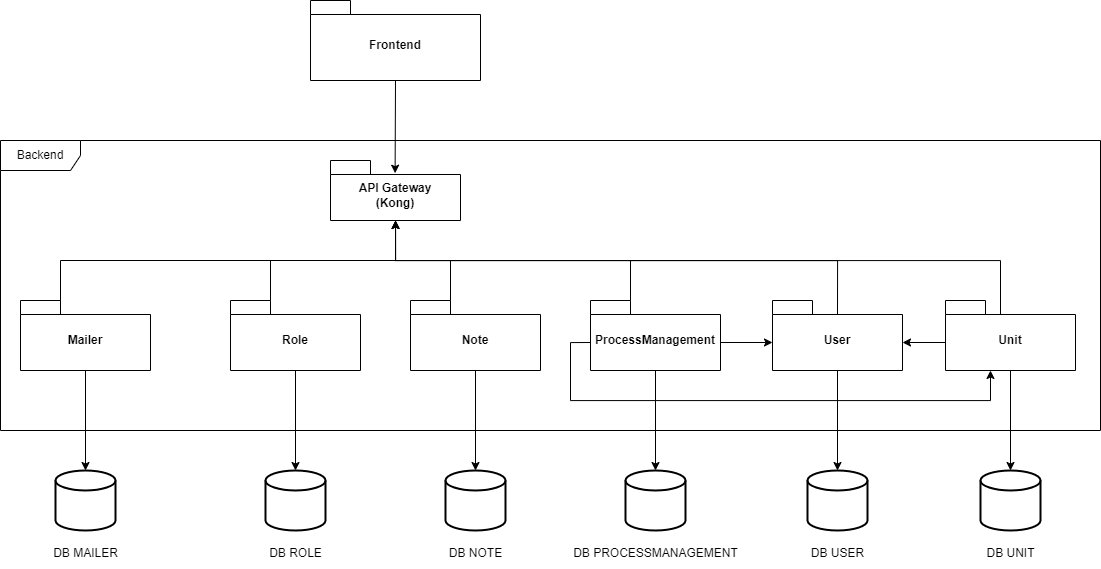 Frontend
Backend
API Gateway
(Kong)
Mailer
Role
Note
ProcessManagement
User
Unit
DB MAILER
DB ROLE
DB NOTE
DB PROCESSMANAGEMENT
DB USER
DB UNIT